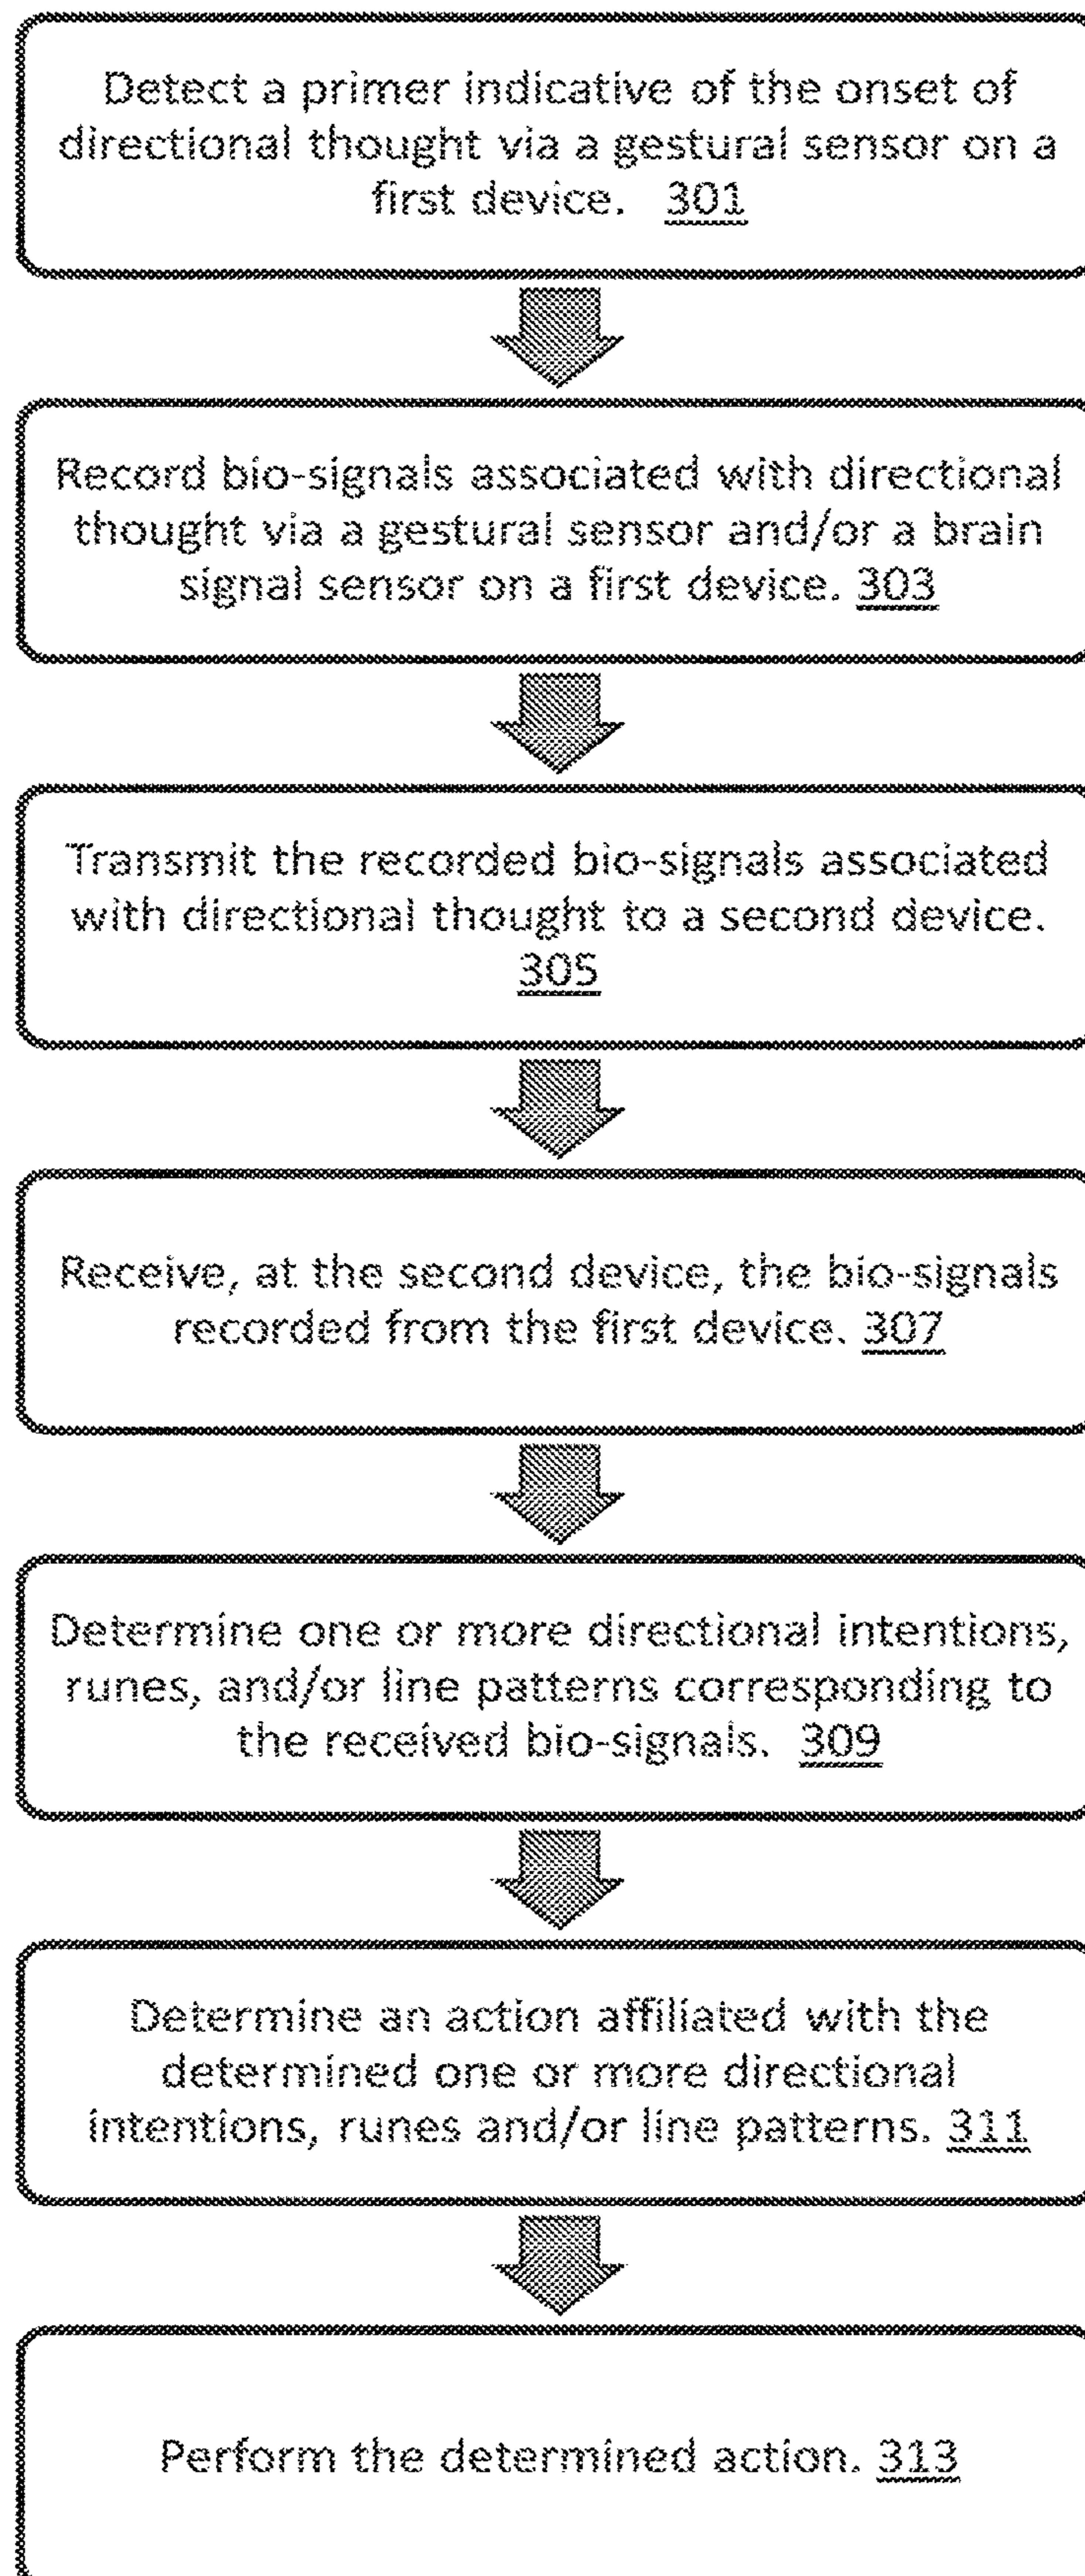 Detect a primer indicative of the onset of
directional thought via a gestural sensor on a
first device. 301
Record bio-signals associated with directional
thought via a gestural sensor and/or a brain
signal sensor on a first device. 303
Transmit the recorded bio-signals associated
with directional thought to a second device.
305
Receive, at the second device, the bio-signals
recorded from the first device. 307
Determine one or more directional intentions,
runes, and/or line patterns corresponding to
the received bio-signals. 309
Determine an action affiliated with the
determined one or more directional
intentions, runes and/or line patterns. 311
Perform the determined action. 313